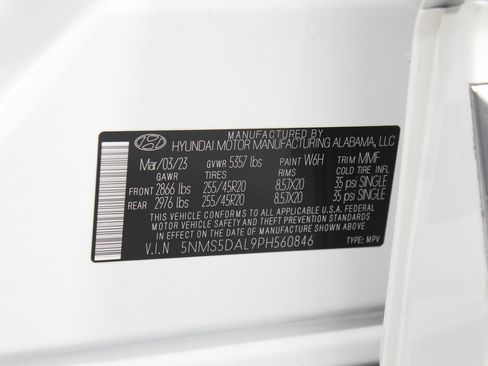 MANUFACTURED BY
HYUNDAI MOTOR MANUFACTURING ALABAMA, LLC
Mar/03/23 GVWR 5357 lbs PAINT W6H TRIM MMF
GAWR TIRES RIMS COLD TIRE INFL
FRONT 2866 lbs 255/45R20 8.5JX20 35 psi SINGLE
REAR 2976 lbs 255/45R20 8.5JX20 35 psi SINGLE
THIS VEHICLE CONFORMS TO ALL APPLICABLE U.S.A. FEDERAL
MOTOR VEHICLE SAFETY AND THEFT PREVENTION STANDARDS
IN EFFECT ON THE DATE OF MANUFACTURE SHOWN ABOVE
V.I.N 5NMS5DAL9PH560846 TYPE: MPV